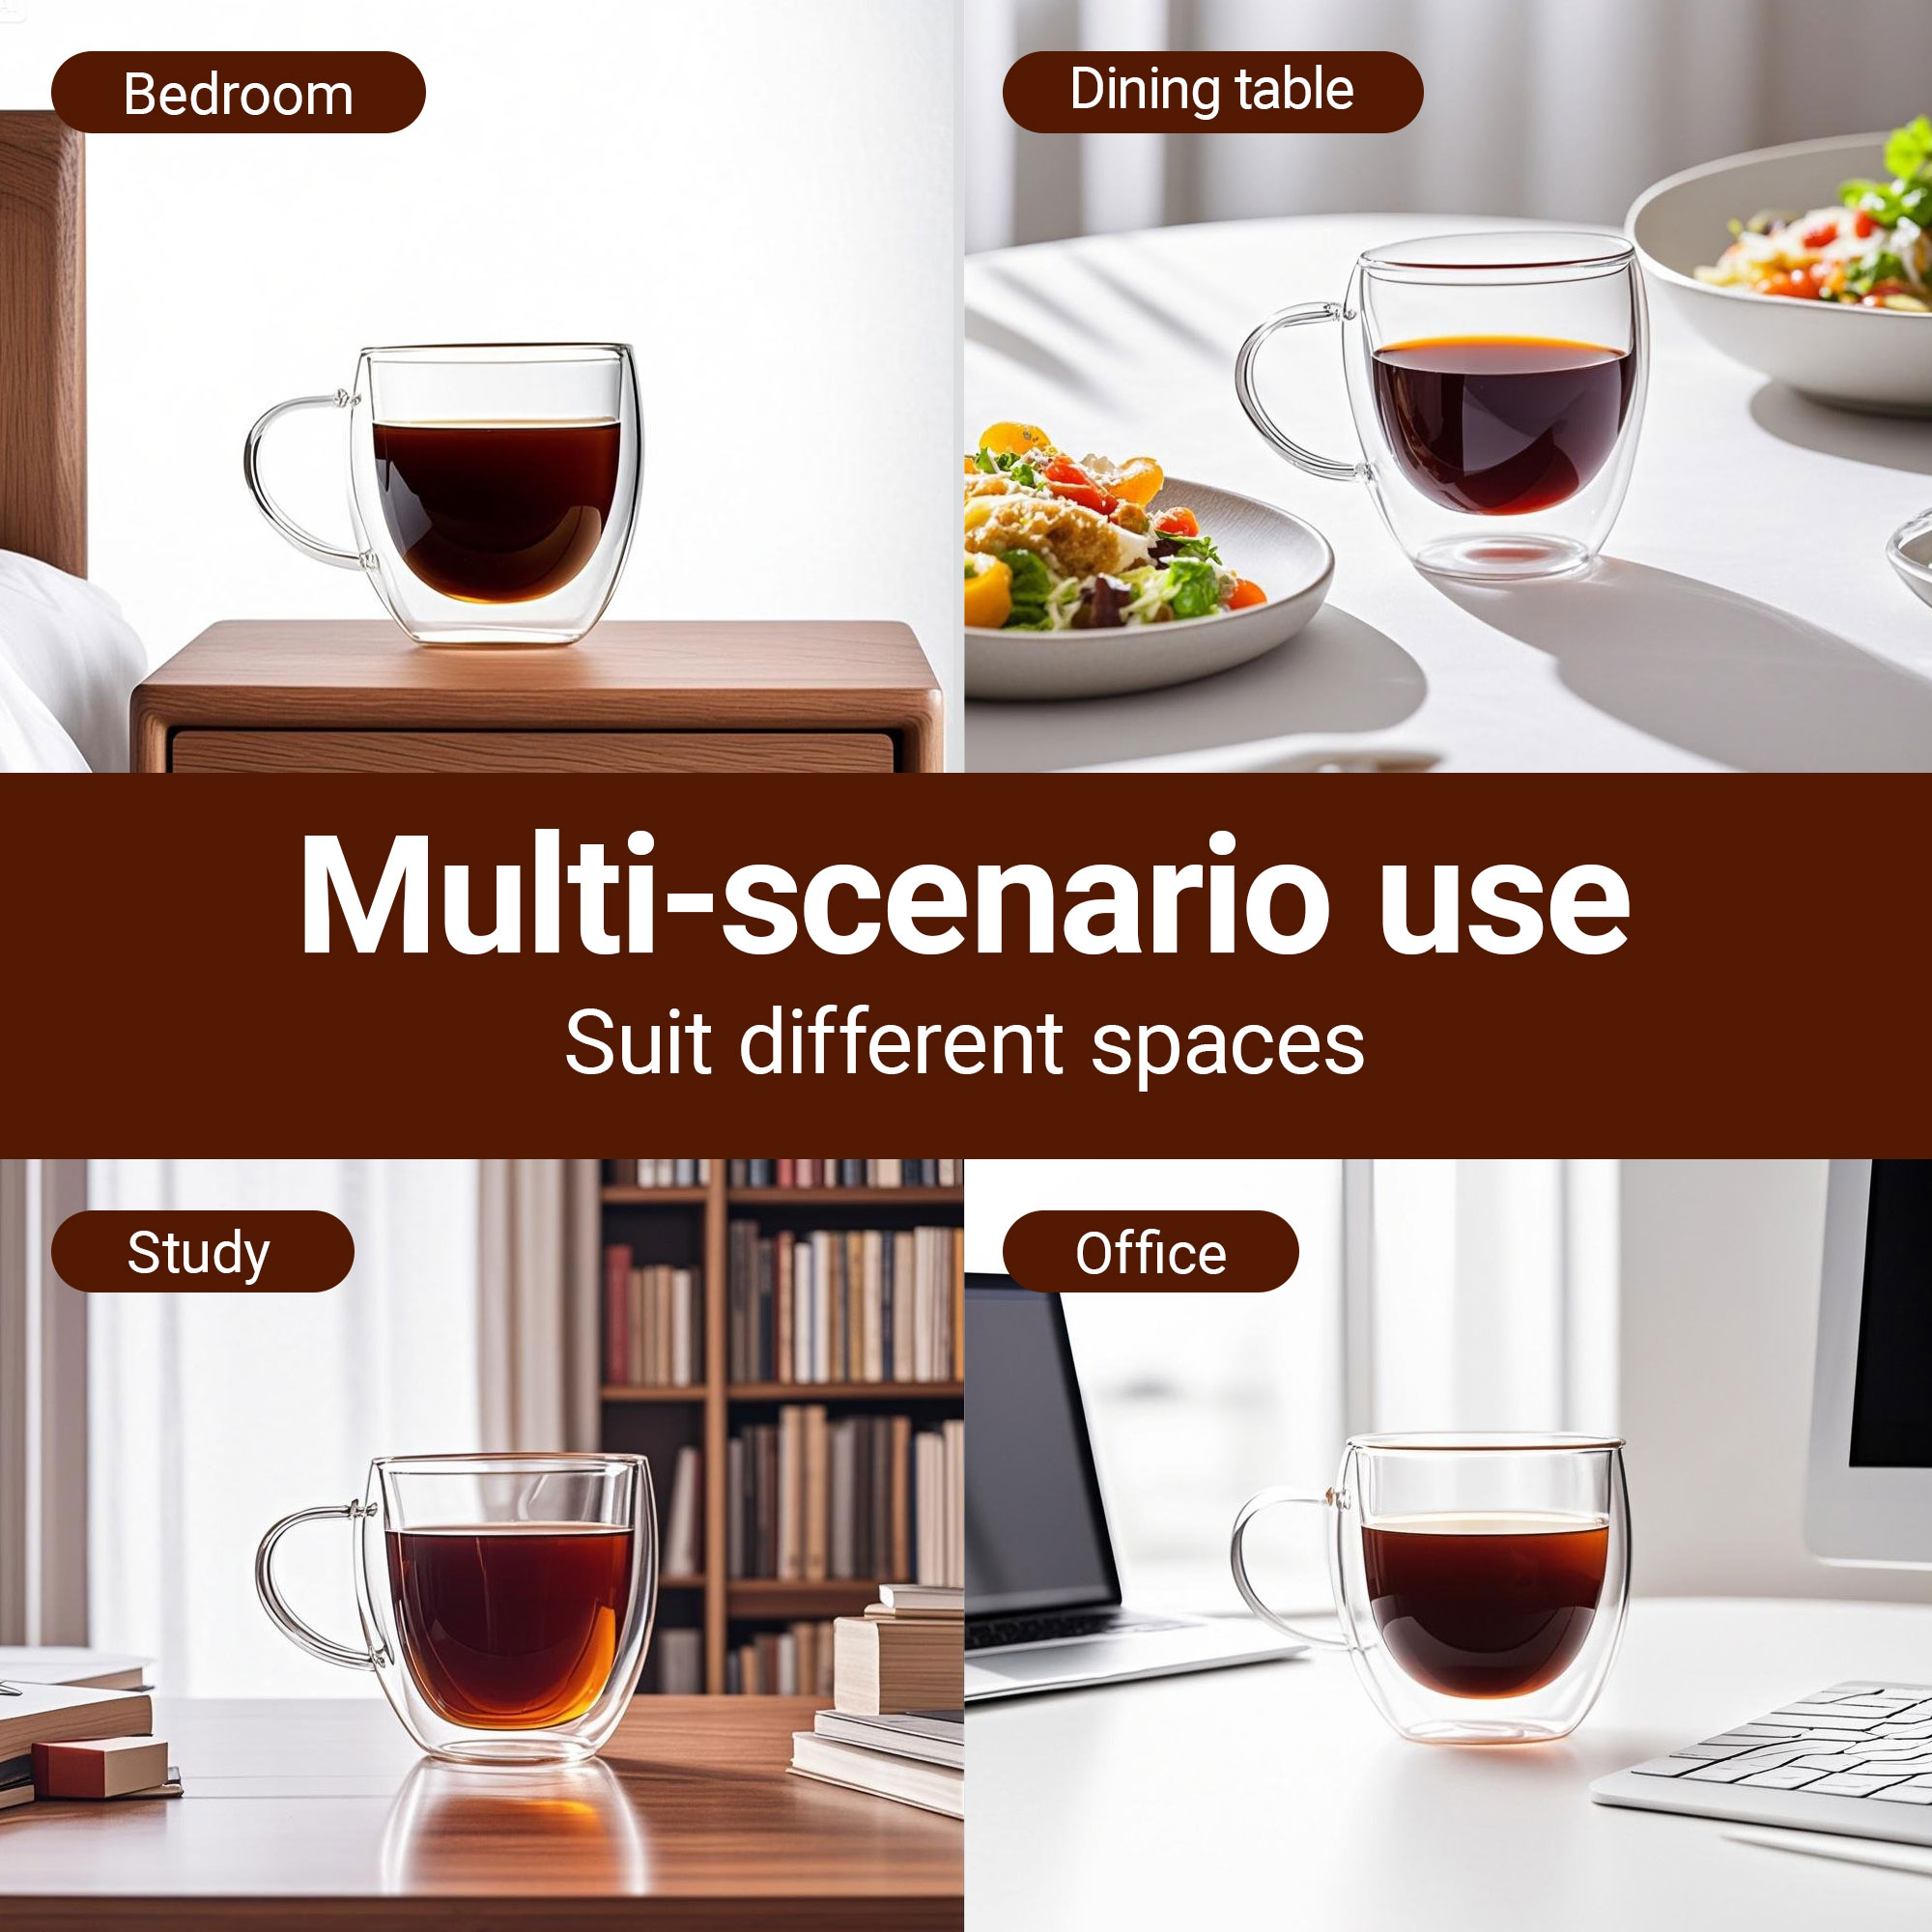 Bedroom
Dining table
Multi-scenario use
Suit different spaces
Study
Office